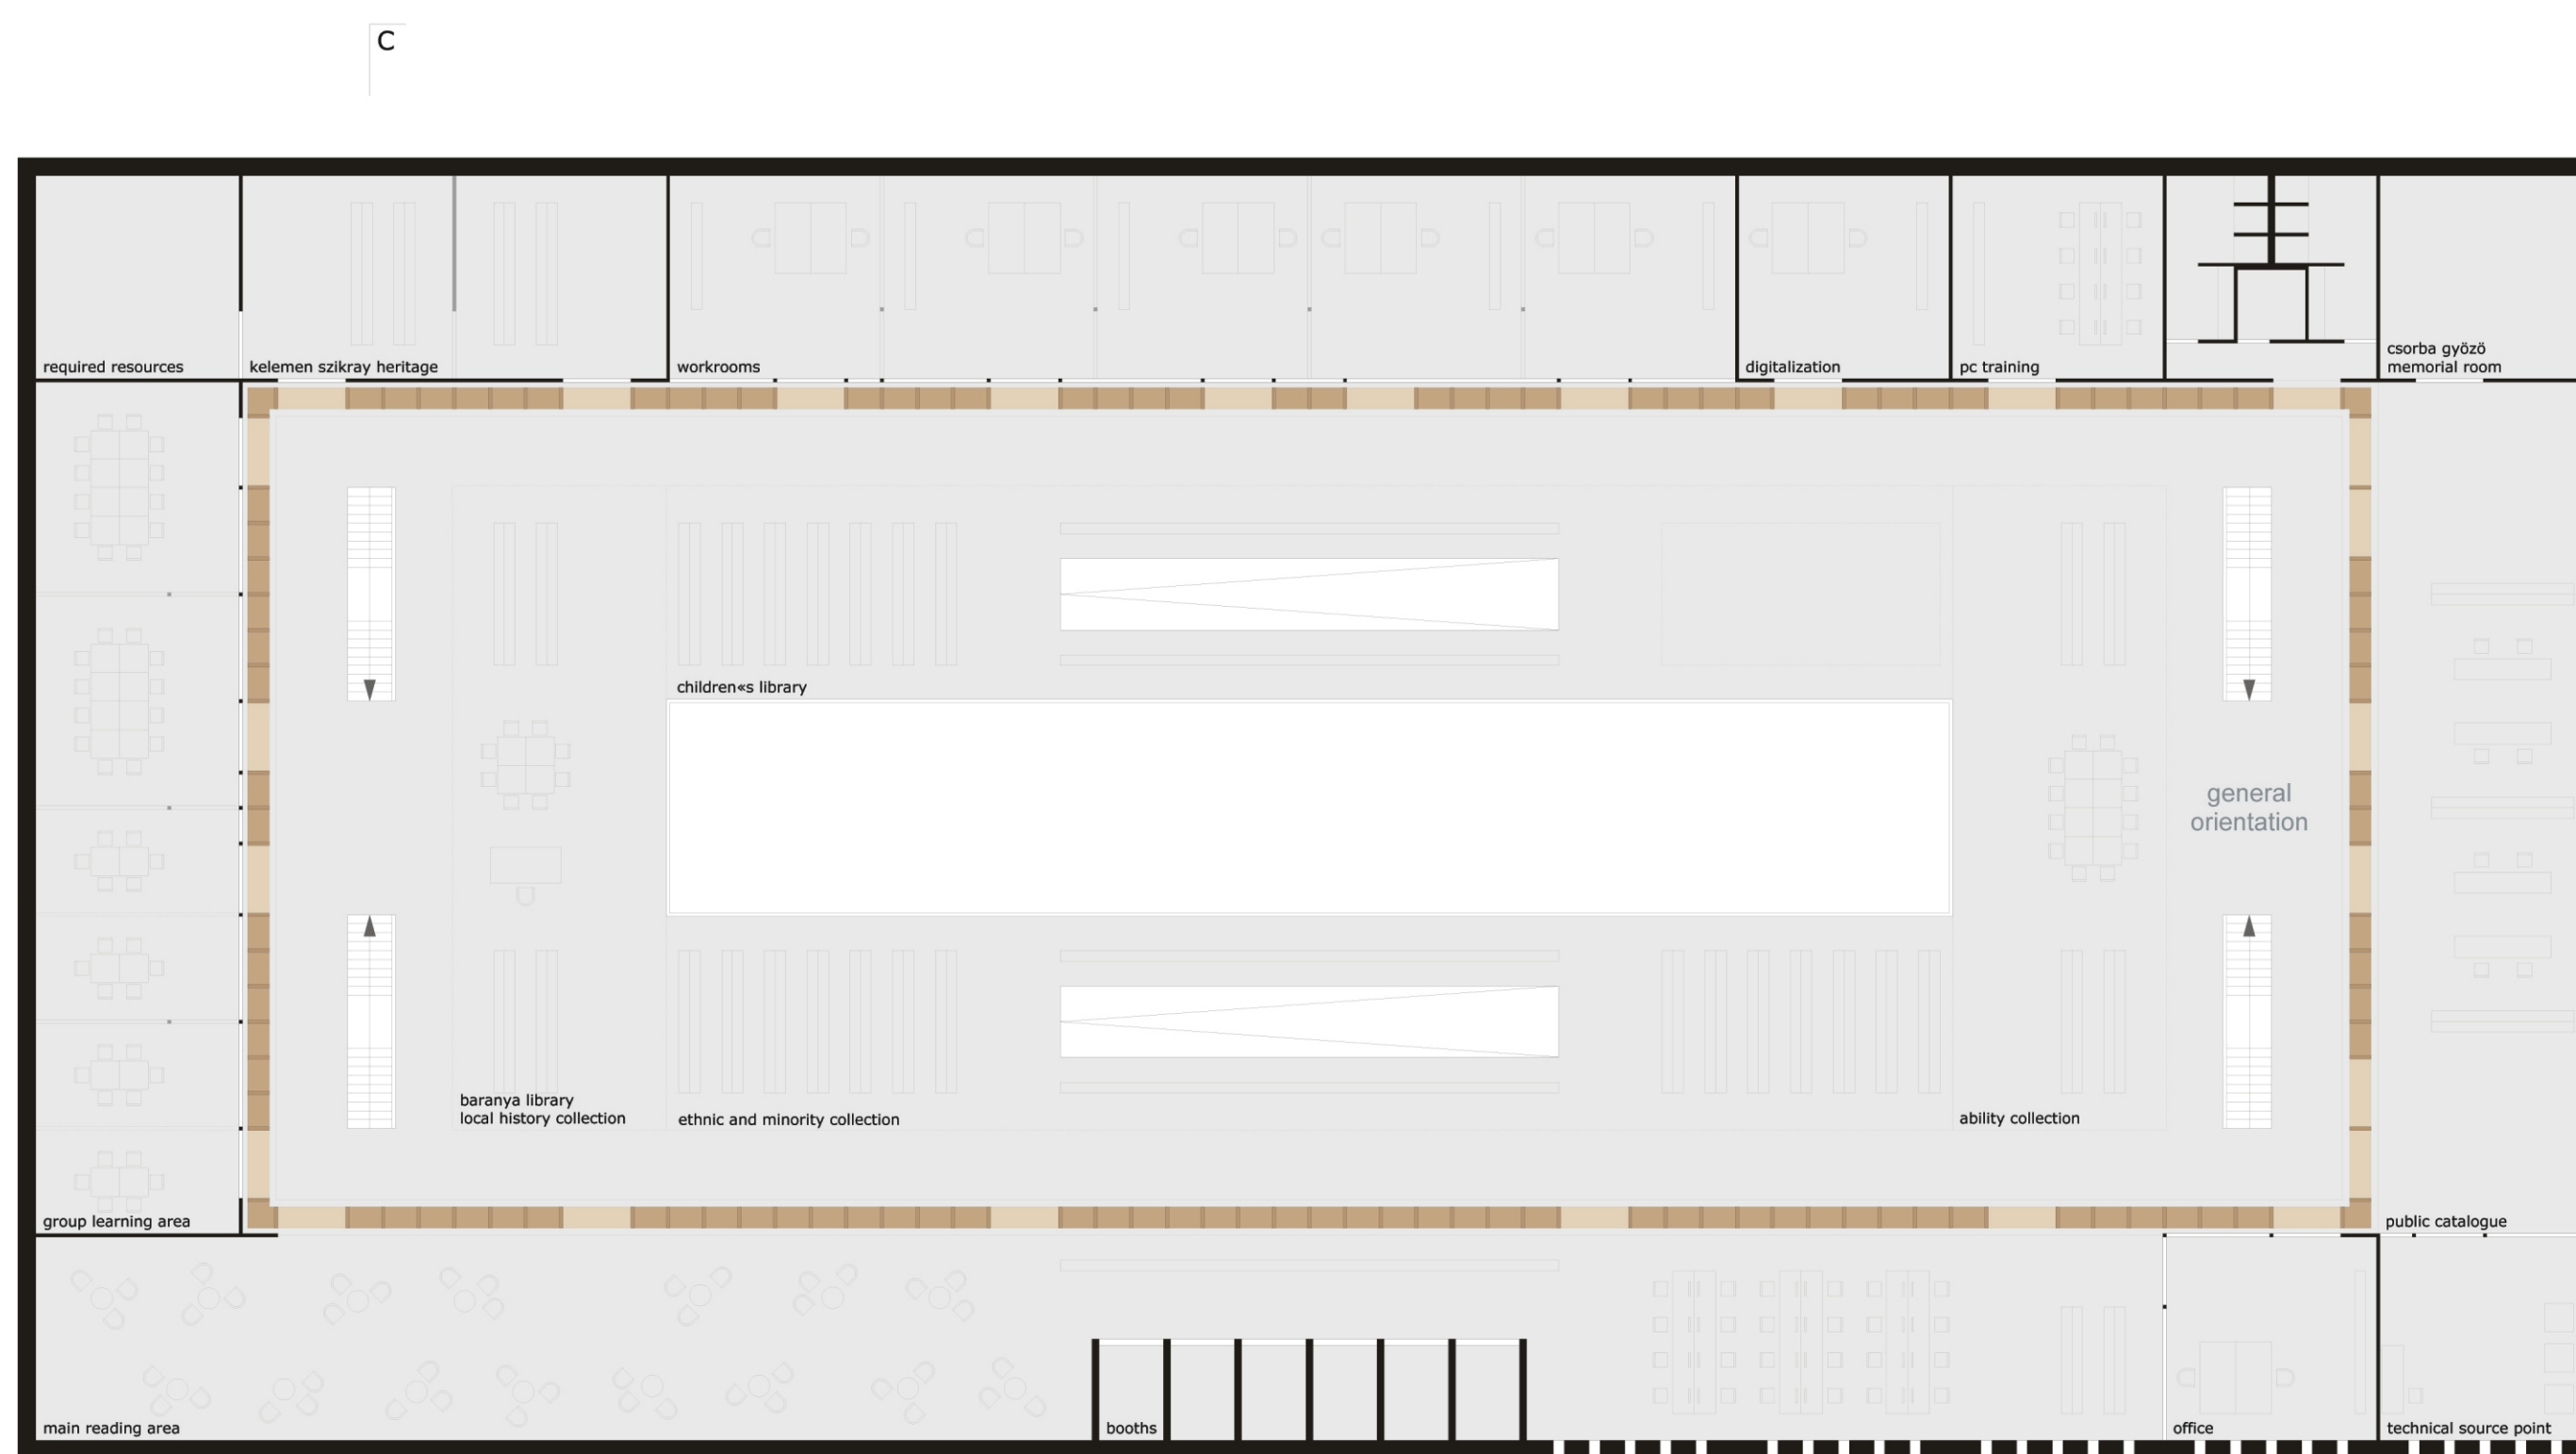 C
required resources
kelemen szikray heritage
workrooms
digitalization
pc training
csorba gyözö
memorial room
children«s library
general
orientation
baranya library
local history collection
ethnic and minority collection
ability collection
group learning area
public catalogue
main reading area
booths
office
technical source point